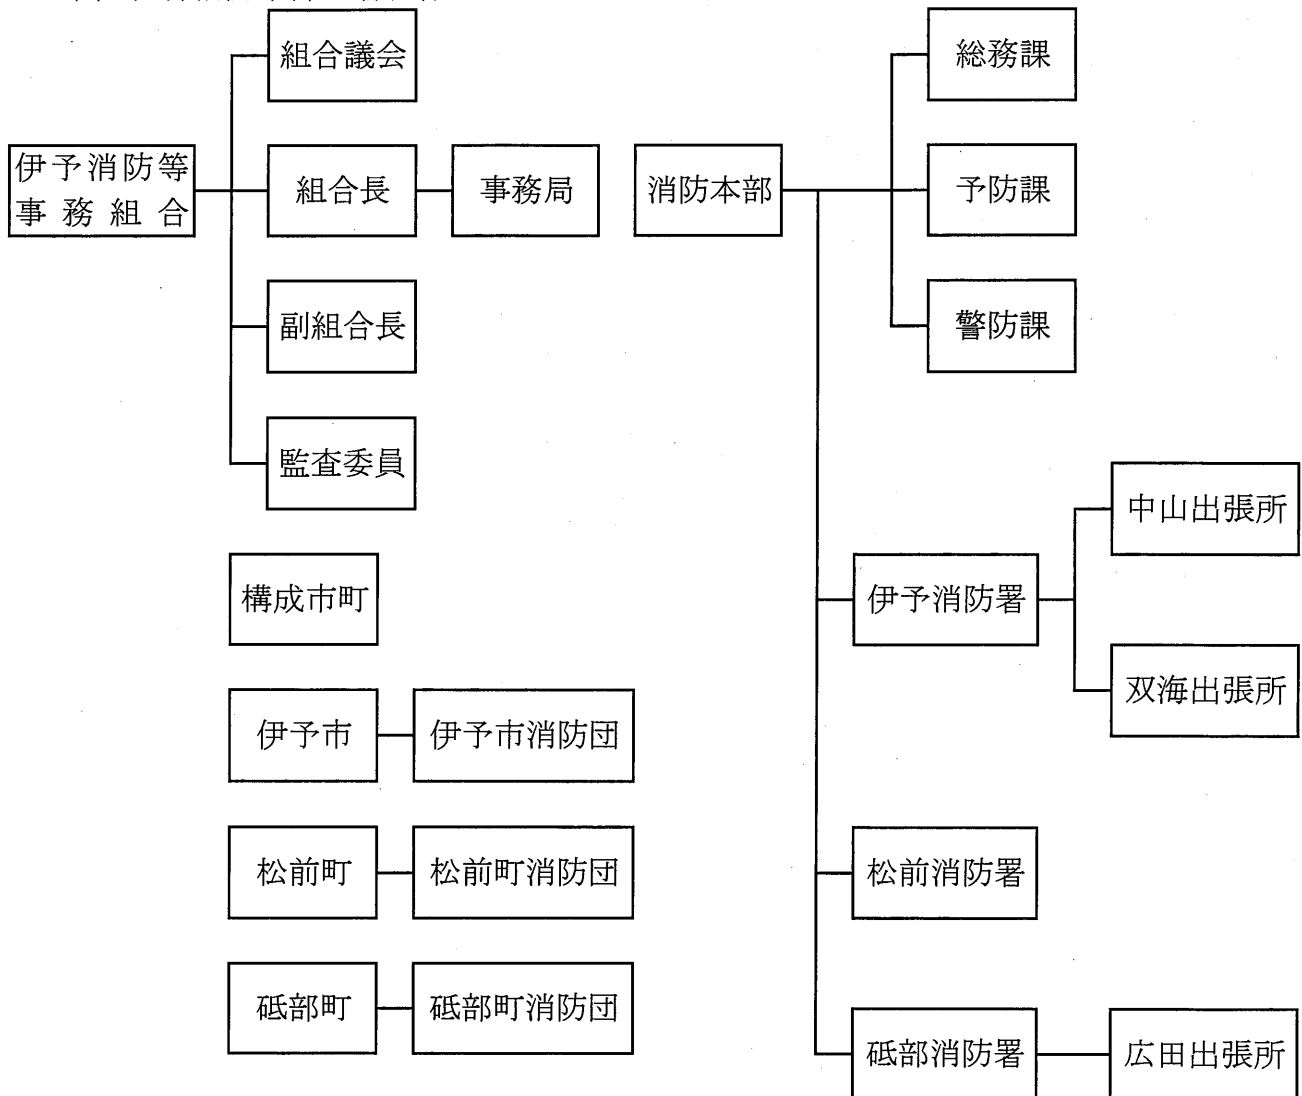 組合議会
伊予消防等
事務組合
組合長
事務局
副組合長
監査委員
構成市町
伊予市
伊予市消防団
松前町
松前町消防団
砥部町
砥部町消防団
消防本部
総務課
予防課
警防課
伊予消防署
中山出張所
双海出張所
松前消防署
砥部消防署
広田出張所